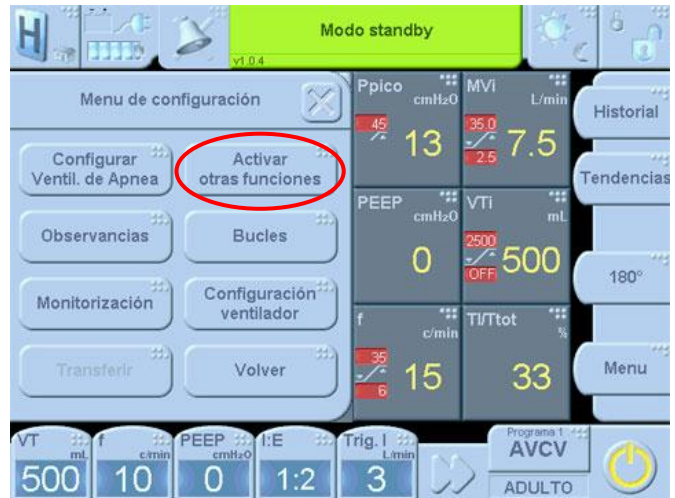 H
Modo standby
v1.0.4
Menu de configuración
Configurar
Ventil. de Apnea
Activar
otras funciones
Observancias
Bucles
Monitorización
Configuración
ventilador
Transferir
Volver
Ppico
cmH2O
45
13
MVi
L/min
35.0
2.5
7.5
PEEP
cmH2O
0
VTi
mL
2500
OFF
500
f
c/min
35
6
15
TI/Ttot
%
33
Historial
Tendencias
180°
Menu
VT
mL
500
f
c/min
10
PEEP
cmH2O
0
I:E
1:2
Trig. I
L/min
3
Programa 1
AVCV
ADULTO